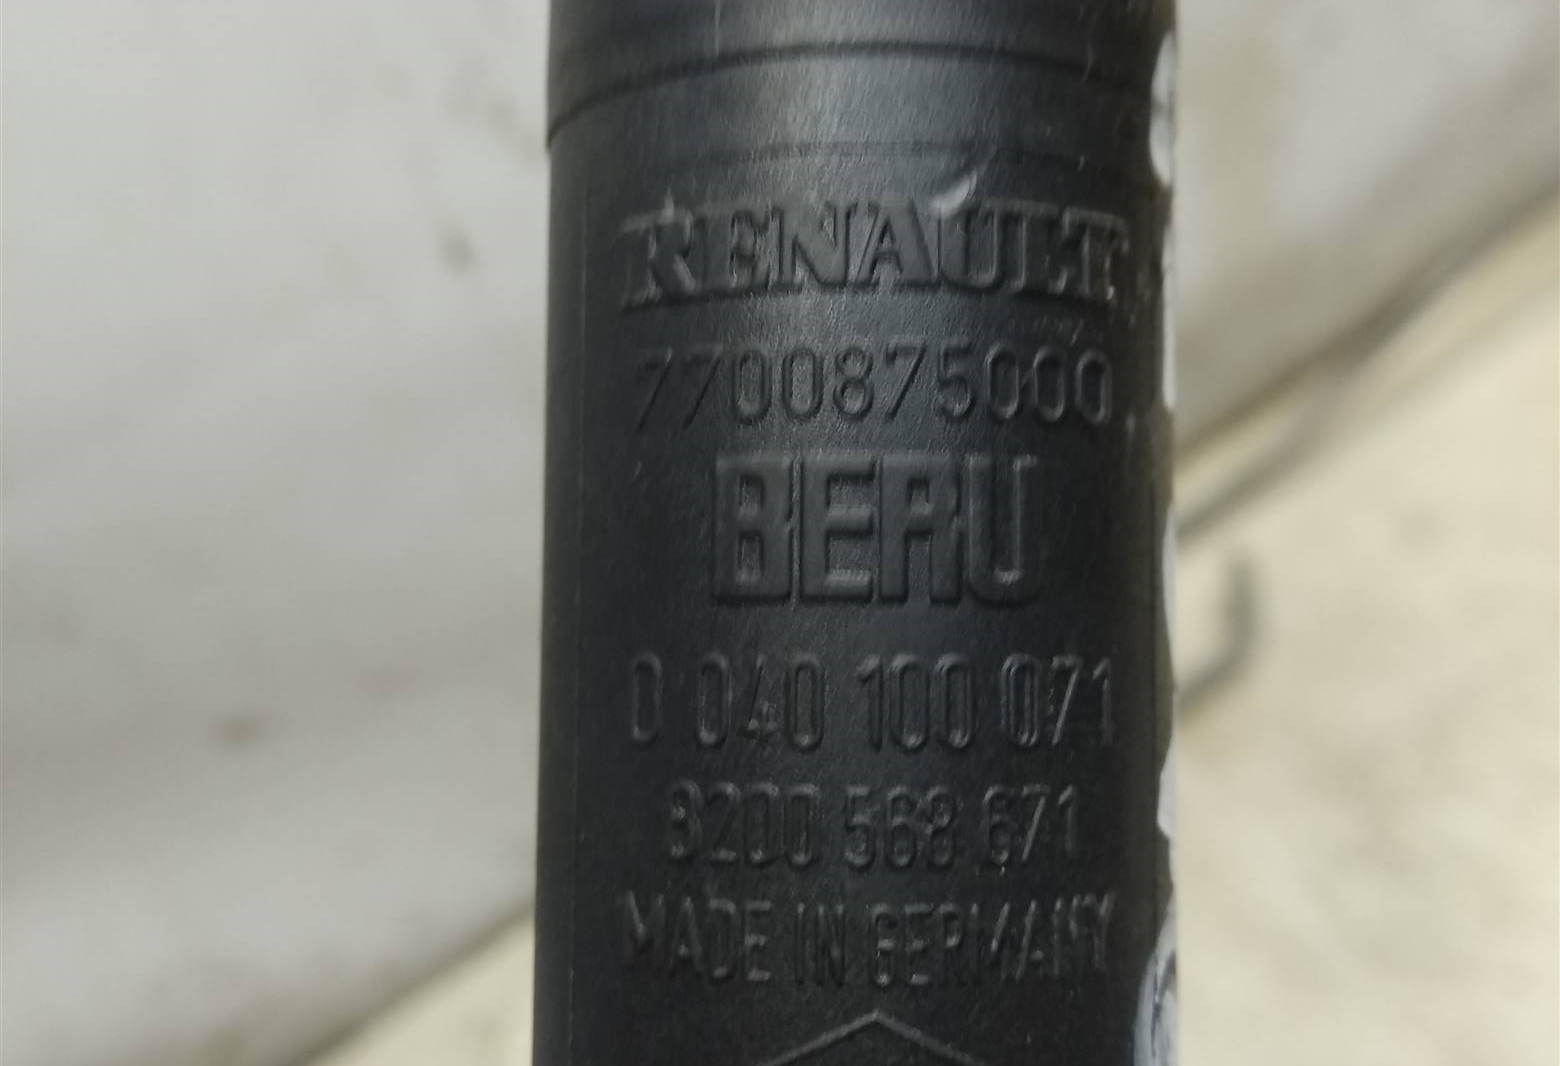 RENAULT
7700875000
BERU
0 040 100 071
8200 568 671
MADE IN GERMANY